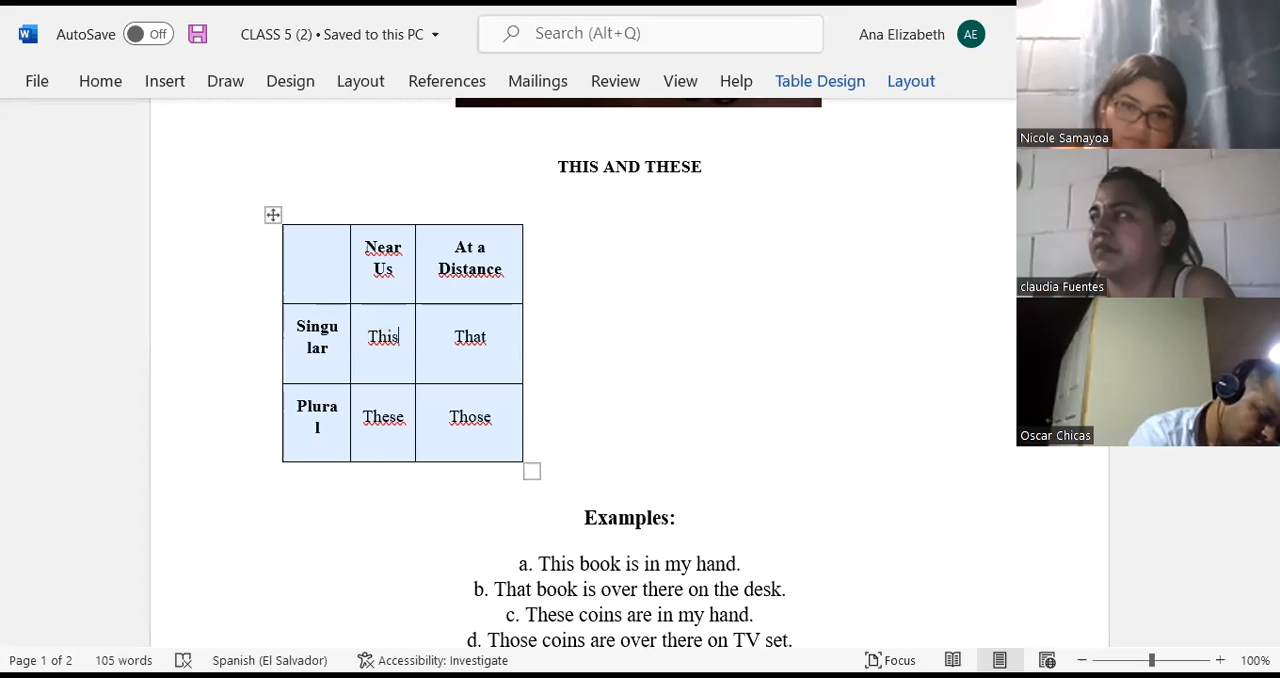 AutoSave Off CLASS 5 (2) • Saved to this PC Search (Alt+Q) Ana Elizabeth AE
File Home Insert Draw Design Layout References Mailings Review View Help Table Design Layout
Nicole Samayoa
claudia Fuentes
Oscar Chicas
THIS AND THESE
Near
Us
At a
Distance
Singu
lar
This
That
Plura
l
These
Those
Examples:
a. This book is in my hand.
b. That book is over there on the desk.
c. These coins are in my hand.
d. Those coins are over there on TV set.
Page 1 of 2 105 words Spanish (El Salvador) Accessibility: Investigate Focus 100%